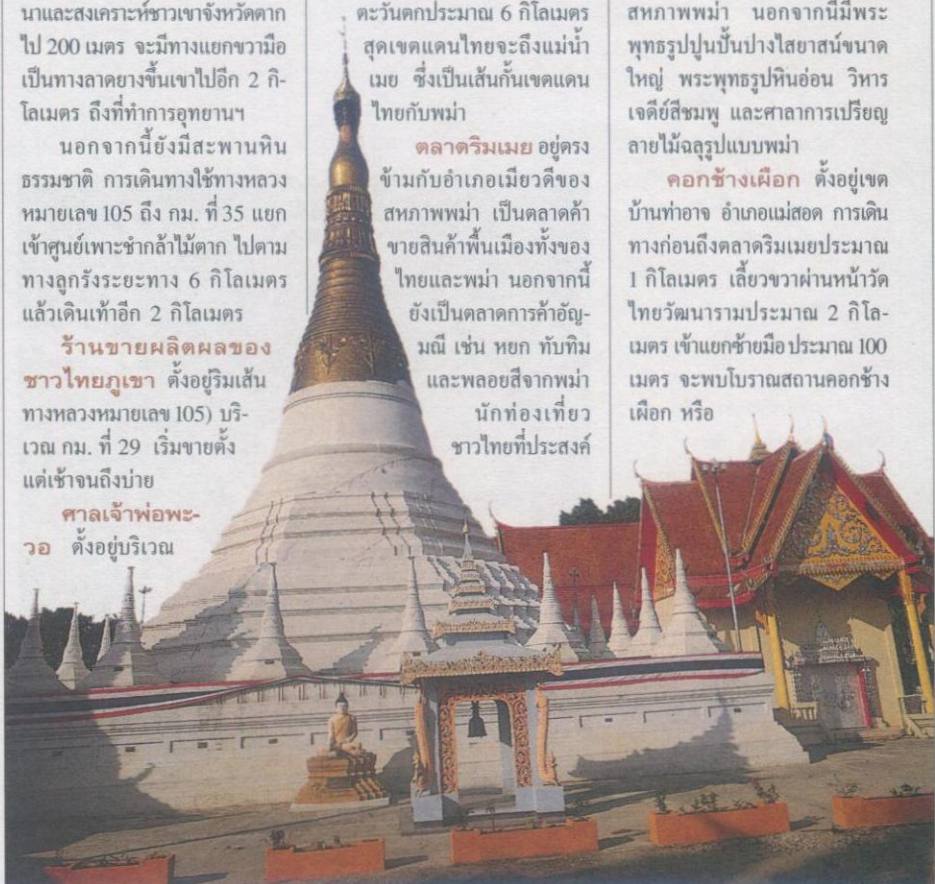 นาและสงเคราะห์ชาวเขาจังหวัดตาก
ไป 200 เมตร จะมีทางแยกขวามือ
เป็นทางลาดยางขึ้นเขาไปอีก 2 กิ-
โลเมตร ถึงที่ทำการอุทยานฯ
นอกจากนี้ยังมีสะพานหิน
ธรรมชาติ การเดินทางใช้ทางหลวง
หมายเลข 105 ถึง กม. ที่ 35 แยก
เข้าศูนย์เพาะชำกล้าไม้ตาก ไปตาม
ทางลูกรังระยะทาง 6 กิโลเมตร
แล้วเดินเท้าอีก 2 กิโลเมตร
ร้านขายผลิตผลของ
ชาวไทยภูเขา ตั้งอยู่ริมเส้น
ทางหลวงหมายเลข 105) บริ-
เวณ กม. ที่ 29 เริ่มขายตั้ง
แต่เช้าจนถึงบ่าย
ศาลเจ้าพ่อพะ-
วอ ตั้งอยู่บริเวณ
ตะวันตกประมาณ 6 กิโลเมตร
สุดเขตแดนไทยจะถึงแม่น้ำ
เมย ซึ่งเป็นเส้นกั้นเขตแดน
ไทยกับพม่า
ตลาดริมเมย อยู่ตรง
ข้ามกับอำเภอเมียวดีของ
สหภาพพม่า เป็นตลาดค้า
ขายสินค้าพื้นเมืองทั้งของ
ไทยและพม่า นอกจากนี้
ยังเป็นตลาดการค้าอัญ-
มณี เช่น หยก ทับทิม
และพลอยสีจากพม่า
นักท่องเที่ยว
ชาวไทยที่ประสงค์
สหภาพพม่า นอกจากนี้มีพระ
พุทธรูปปูนปั้นปางไสยาสน์ขนาด
ใหญ่ พระพุทธรูปหินอ่อน วิหาร
เจดีย์สีชมพู และศาลาการเปรียญ
ลายไม้ฉลุรูปแบบพม่า
คอกช้างเผือก ตั้งอยู่เขต
บ้านท่าอาจ อำเภอแม่สอด การเดิน
ทางก่อนถึงตลาดริมเมยประมาณ
1 กิโลเมตร เลี้ยวขวาผ่านหน้าวัด
ไทยวัฒนารามประมาณ 2 กิโล-
เมตร เข้าแยกซ้ายมือ ประมาณ 100
เมตร จะพบโบราณสถานคอกช้าง
เผือก หรือ